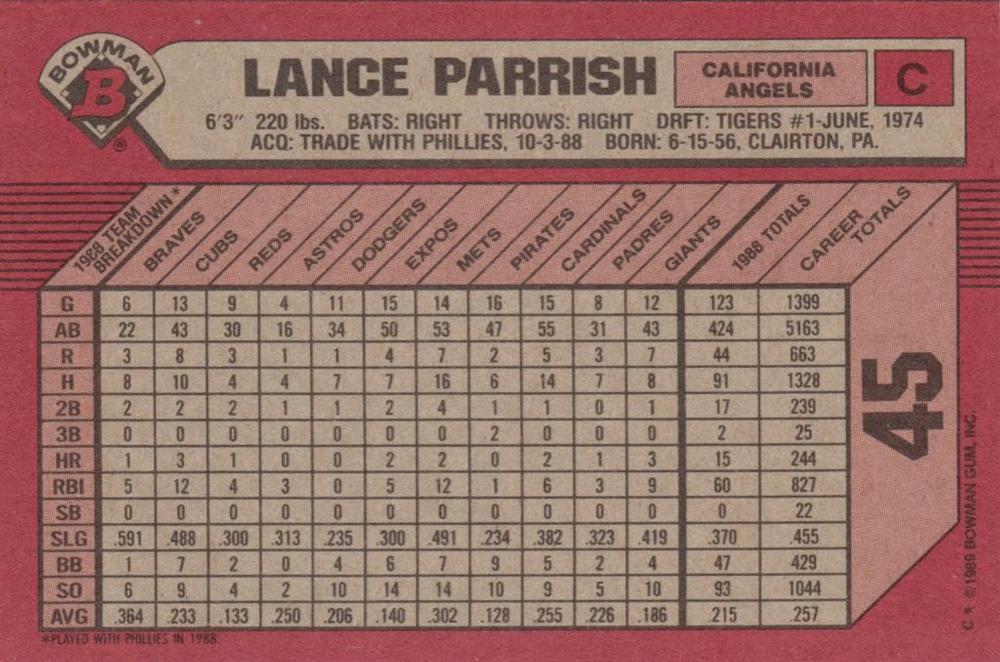 BOWMAN
B
®
LANCE PARRISH
CALIFORNIA
ANGELS
C
6'3" 220 lbs. BATS: RIGHT THROWS: RIGHT DRFT: TIGERS #1-JUNE, 1974
ACQ: TRADE WITH PHILLIES, 10-3-88 BORN: 6-15-56, CLAIRTON, PA.
1988 TEAM BREAKDOWN* BRAVES CUBS REDS ASTROS DODGERS EXPOS METS PIRATES CARDINALS PADRES GIANTS 1988 TOTALS CAREER TOTALS
G 6 13 9 4 11 15 14 16 15 8 12 123 1399
AB 22 43 30 16 34 50 53 47 55 31 43 424 5163
R 3 8 3 1 1 4 7 2 5 3 7 44 663
H 8 10 4 4 7 7 16 6 14 7 8 91 1328
2B 2 2 2 1 1 2 4 1 1 0 1 17 239
3B 0 0 0 0 0 0 0 2 0 0 0 2 25
HR 1 3 1 0 0 2 2 0 2 1 3 15 244
RBI 5 12 4 3 0 5 12 1 6 3 9 60 827
SB 0 0 0 0 0 0 0 0 0 0 0 0 22
SLG .591 .488 .300 .313 .235 .300 .491 .234 .382 .323 .419 .370 .455
BB 1 7 2 0 4 6 7 9 5 2 4 47 429
SO 6 9 4 2 10 14 14 10 9 5 10 93 1044
AVG .364 .233 .133 .250 .206 .140 .302 .128 .255 .226 .186 .215 .257
45
*PLAYED WITH PHILLIES IN 1988.
C* ©1989 BOWMAN GUM, INC.